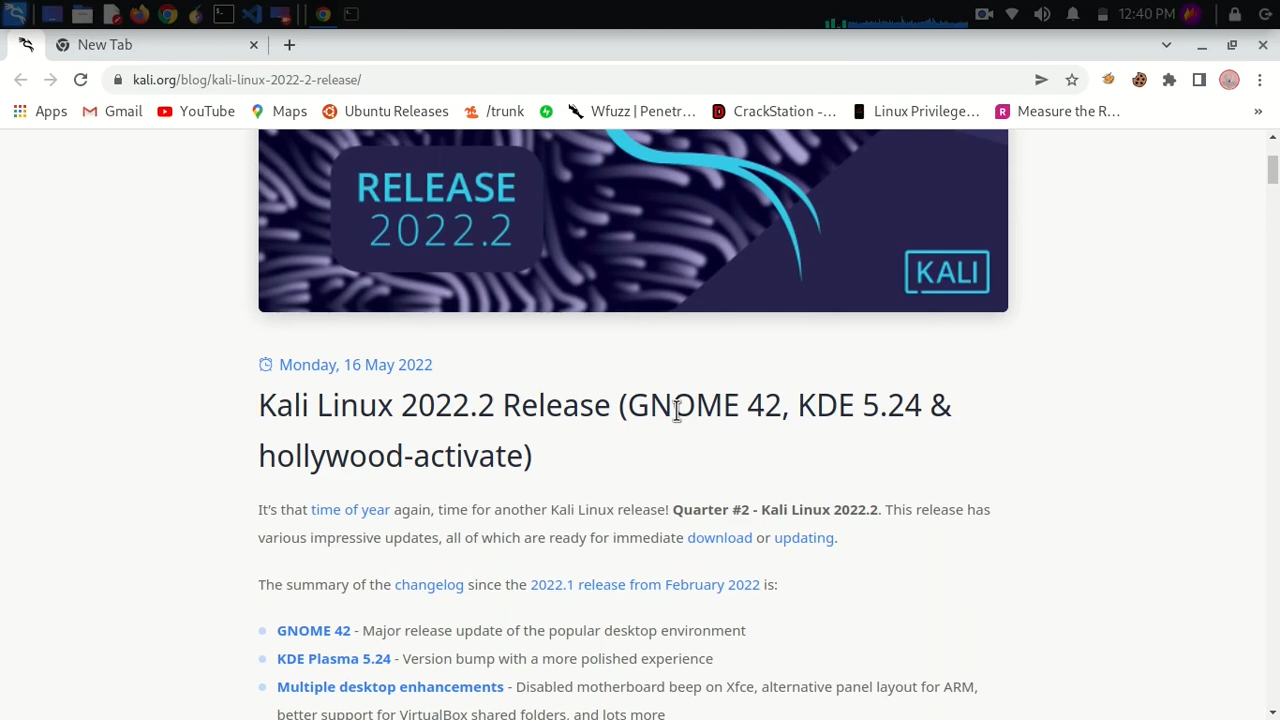 12:40 PM
New Tab
kali.org/blog/kali-linux-2022-2-release/
Apps Gmail YouTube Maps Ubuntu Releases /trunk Wfuzz | Penetr... CrackStation -... Linux Privilege... R Measure the R... »
RELEASE
2022.2
KALI
Monday, 16 May 2022
Kali Linux 2022.2 Release (GNOME 42, KDE 5.24 &
hollywood-activate)
It's that time of year again, time for another Kali Linux release! Quarter #2 - Kali Linux 2022.2. This release has
various impressive updates, all of which are ready for immediate download or updating.
The summary of the changelog since the 2022.1 release from February 2022 is:
GNOME 42 - Major release update of the popular desktop environment
KDE Plasma 5.24 - Version bump with a more polished experience
Multiple desktop enhancements - Disabled motherboard beep on Xfce, alternative panel layout for ARM,
better support for VirtualBox shared folders, and lots more